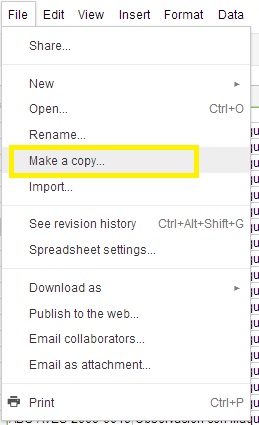 File Edit View Insert Format Data
Share...
New ►
Open... Ctrl+O
Rename...
Make a copy...
Import...
See revision history Ctrl+Alt+Shift+G
Spreadsheet settings...
Download as ►
Publish to the web...
Email collaborators...
Email as attachment...
Print Ctrl+P